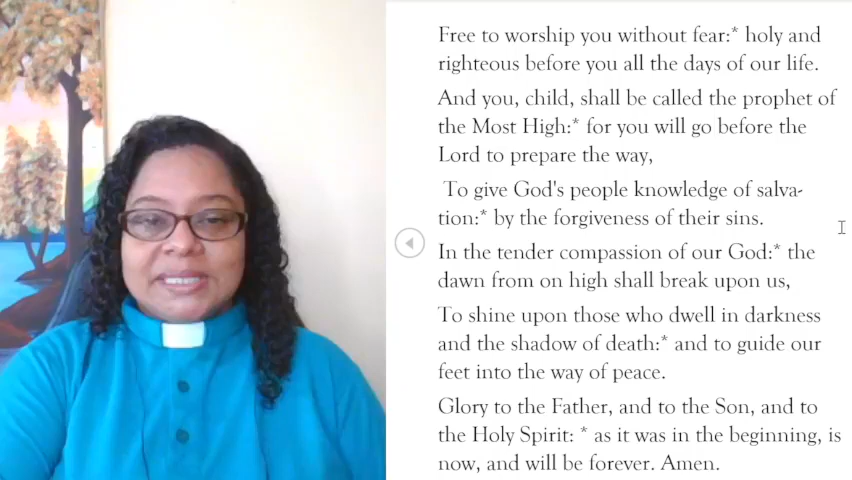 Free to worship you without fear:* holy and
righteous before you all the days of our life.
And you, child, shall be called the prophet of
the Most High:* for you will go before the
Lord to prepare the way,
To give God's people knowledge of salva-
tion:* by the forgiveness of their sins.
In the tender compassion of our God:* the
dawn from on high shall break upon us,
To shine upon those who dwell in darkness
and the shadow of death:* and to guide our
feet into the way of peace.
Glory to the Father, and to the Son, and to
the Holy Spirit: * as it was in the beginning, is
now, and will be forever. Amen.